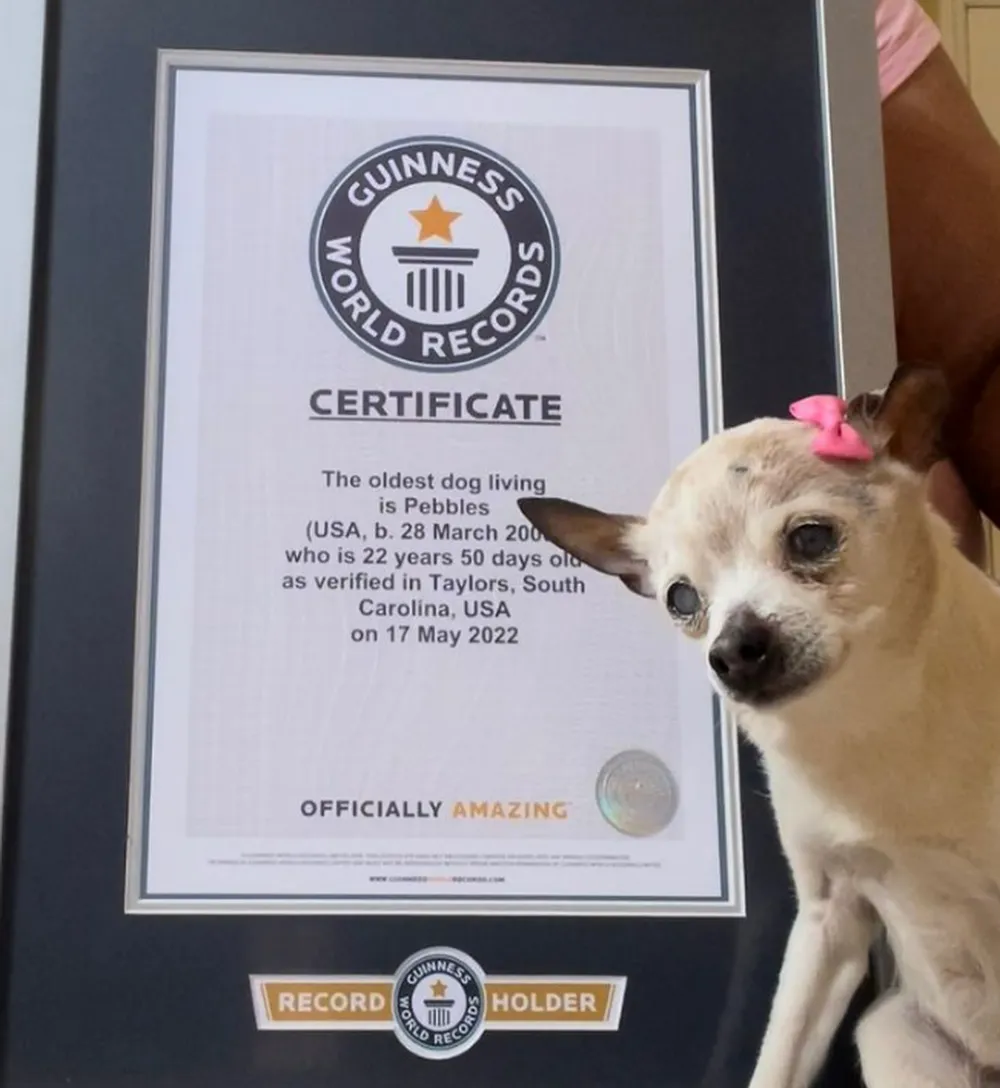 GUINNESS
WORLD RECORDS
CERTIFICATE
The oldest dog living
is Pebbles
(USA, b. 28 March 200
who is 22 years 50 days old
as verified in Taylors, South
Carolina, USA
on 17 May 2022
OFFICIALLY AMAZING
RECORD HOLDER
GUINNESS
WORLD RECORDS